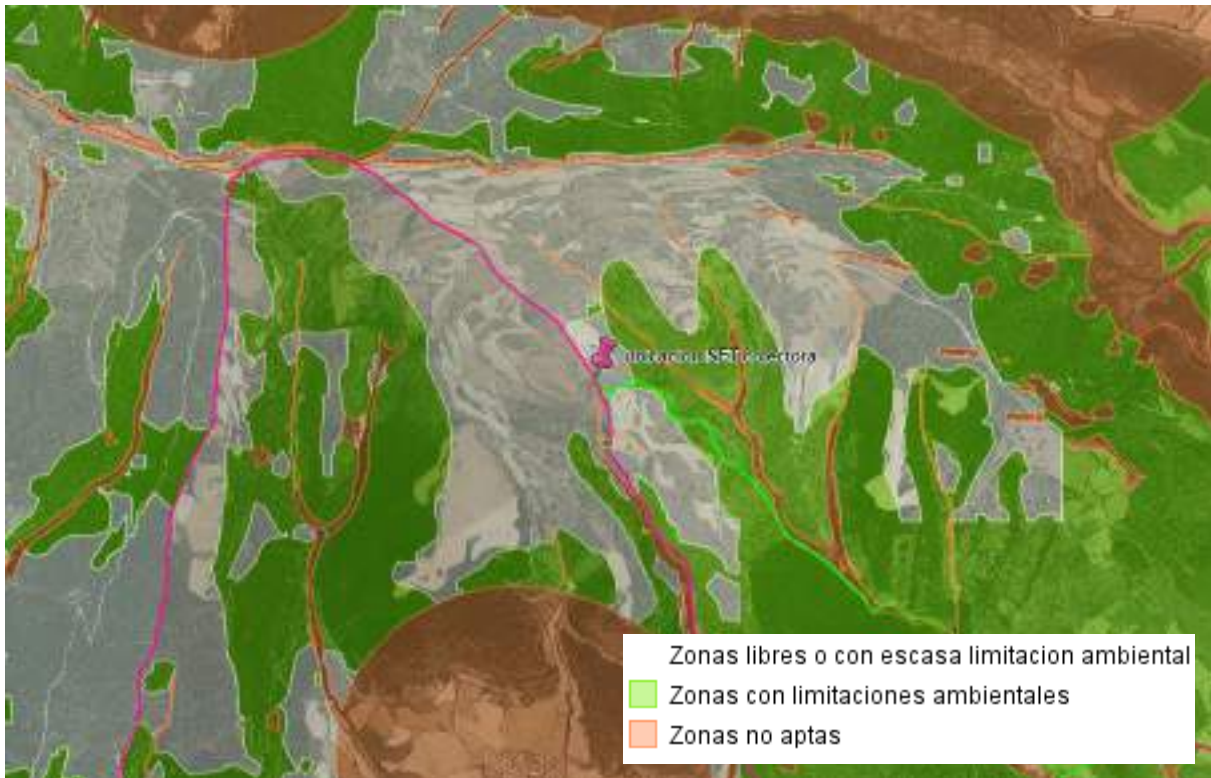 Zonas libres o con escasa limitacion ambiental
Zonas con limitaciones ambientales
Zonas no aptas